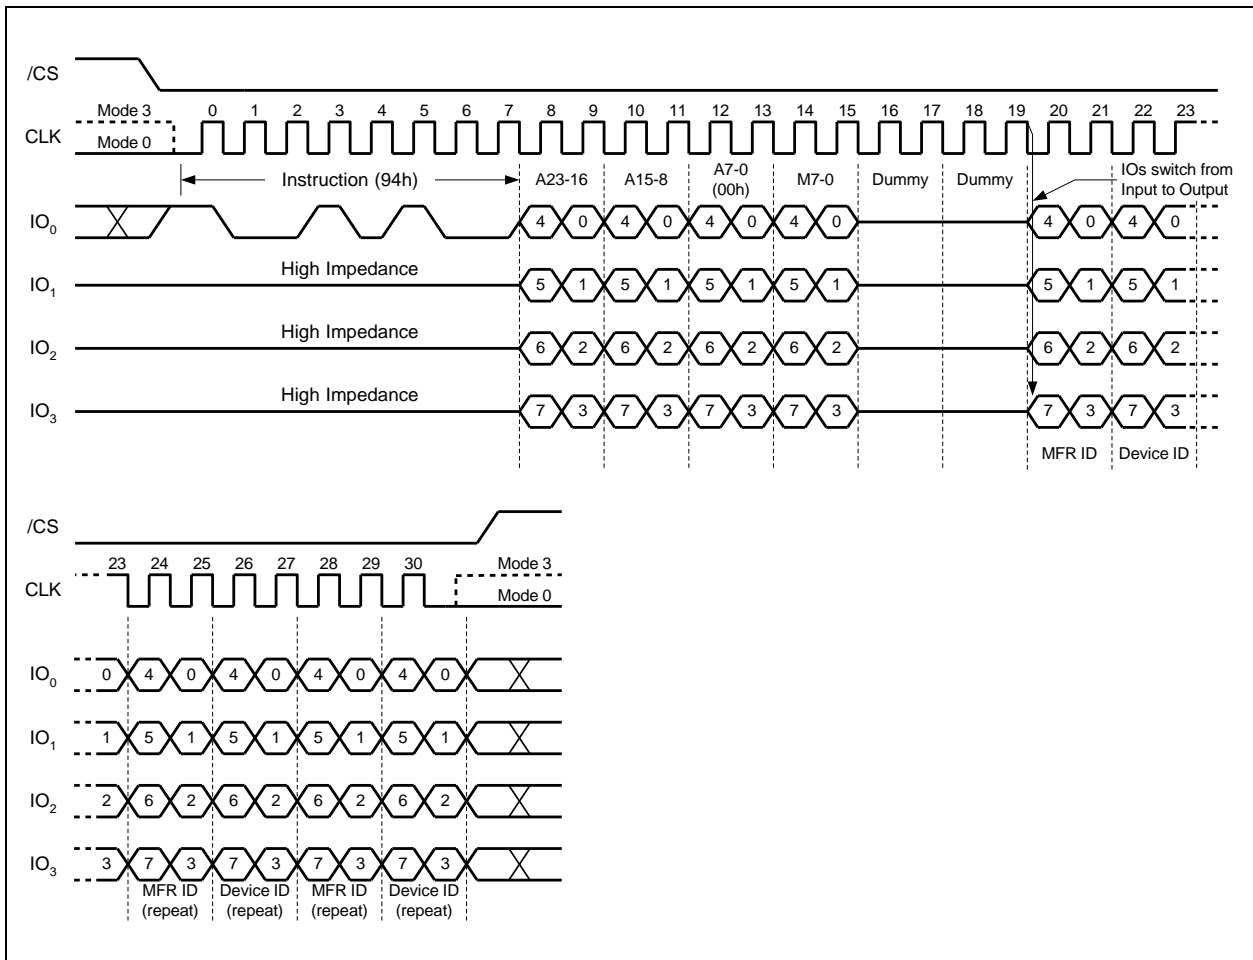 /CS
Mode 3 0 1 2 3 4 5 6 7 8 9 10 11 12 13 14 15 16 17 18 19 20 21 22 23
CLK
Mode 0
Instruction (94h) A23-16 A15-8 A7-0 (00h) M7-0 Dummy Dummy IOs switch from Input to Output
IO0 4 0 4 0 4 0 4 0 4 0 4 0
High Impedance
IO1 5 1 5 1 5 1 5 1 5 1 5 1
High Impedance
IO2 6 2 6 2 6 2 6 2 6 2 6 2
High Impedance
IO3 7 3 7 3 7 3 7 3 7 3 7 3
MFR ID Device ID
/CS
23 24 25 26 27 28 29 30 Mode 3
CLK
Mode 0
IO0 0 4 0 4 0 4 0 4 0
IO1 1 5 1 5 1 5 1 5 1
IO2 2 6 2 6 2 6 2 6 2
IO3 3 7 3 7 3 7 3 7 3
MFR ID Device ID MFR ID Device ID
(repeat) (repeat) (repeat) (repeat)